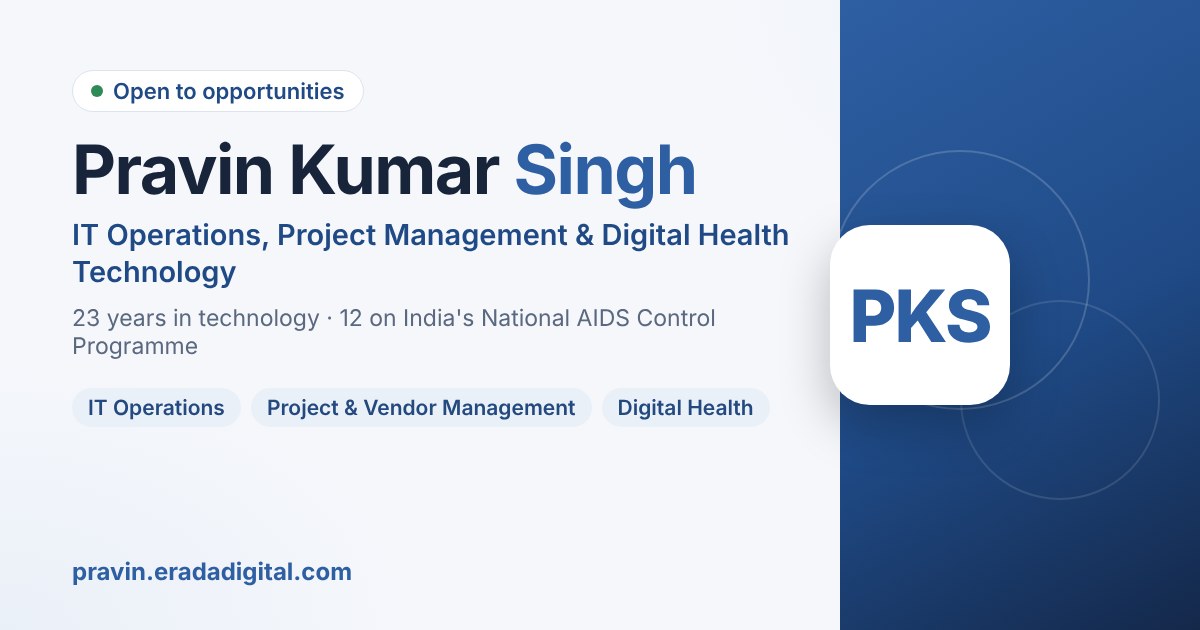 Open to opportunities
Pravin Kumar Singh
IT Operations, Project Management & Digital Health
Technology
23 years in technology · 12 on India's National AIDS Control
Programme
IT Operations Project & Vendor Management Digital Health
PKS
pravin.eradadigital.com